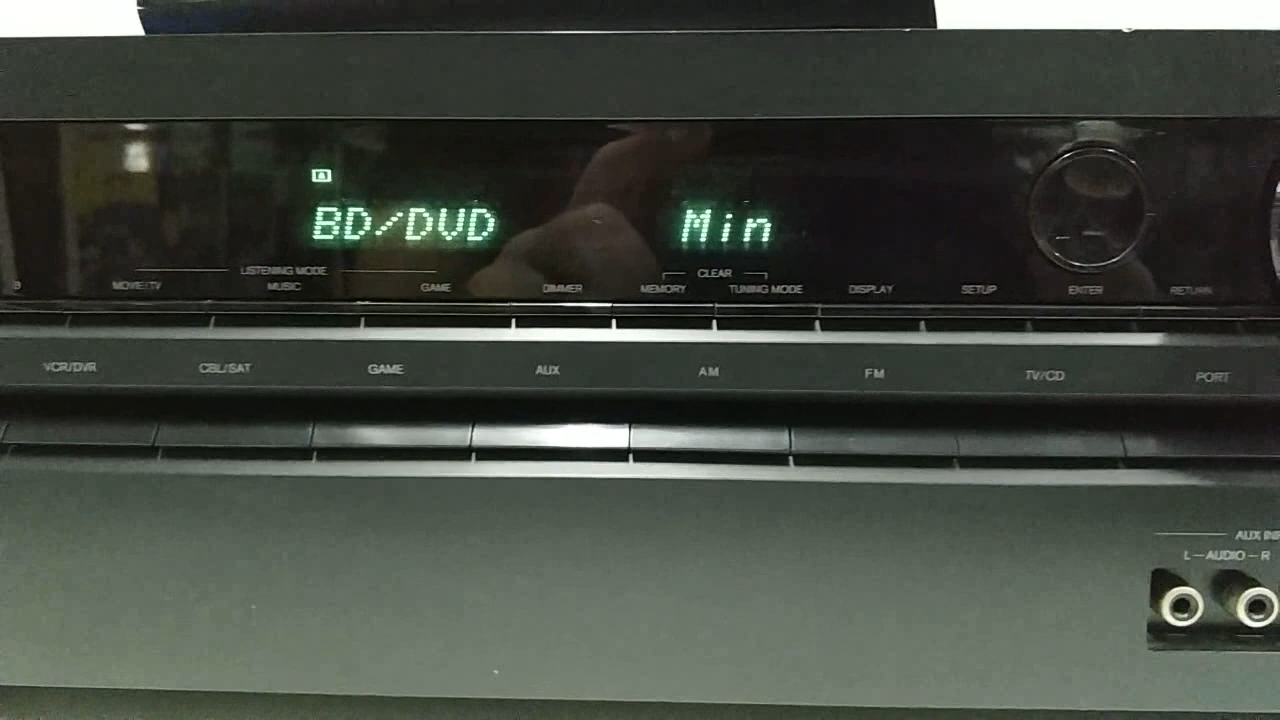 A
BD/DVD Min
LISTENING MODE CLEAR
B MOVIE/TV MUSIC GAME DIMMER MEMORY TUNING MODE DISPLAY SETUP ENTER RETURN
VCR/DVR CBL/SAT GAME AUX AM FM TV/CD PORT
AUX
L-AUDIO-R